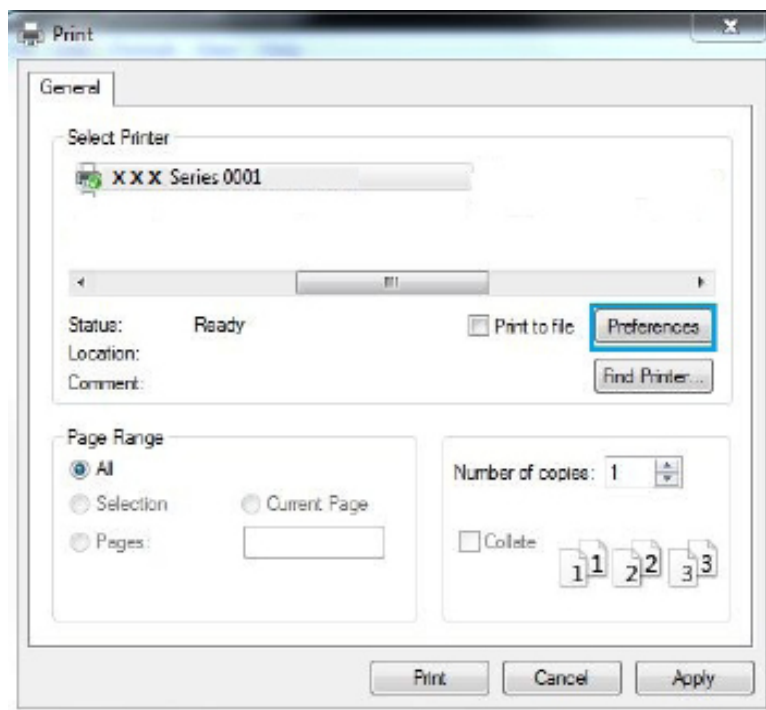 Print
General
Select Printer
X X X Series 0001
Status: Ready
Print to file
Preferences
Location:
Comment:
Find Printer...
Page Range
All
Selection
Current Page
Pages:
Number of copies: 1
Collate
1 1 2 2 3 3
Print
Cancel
Apply